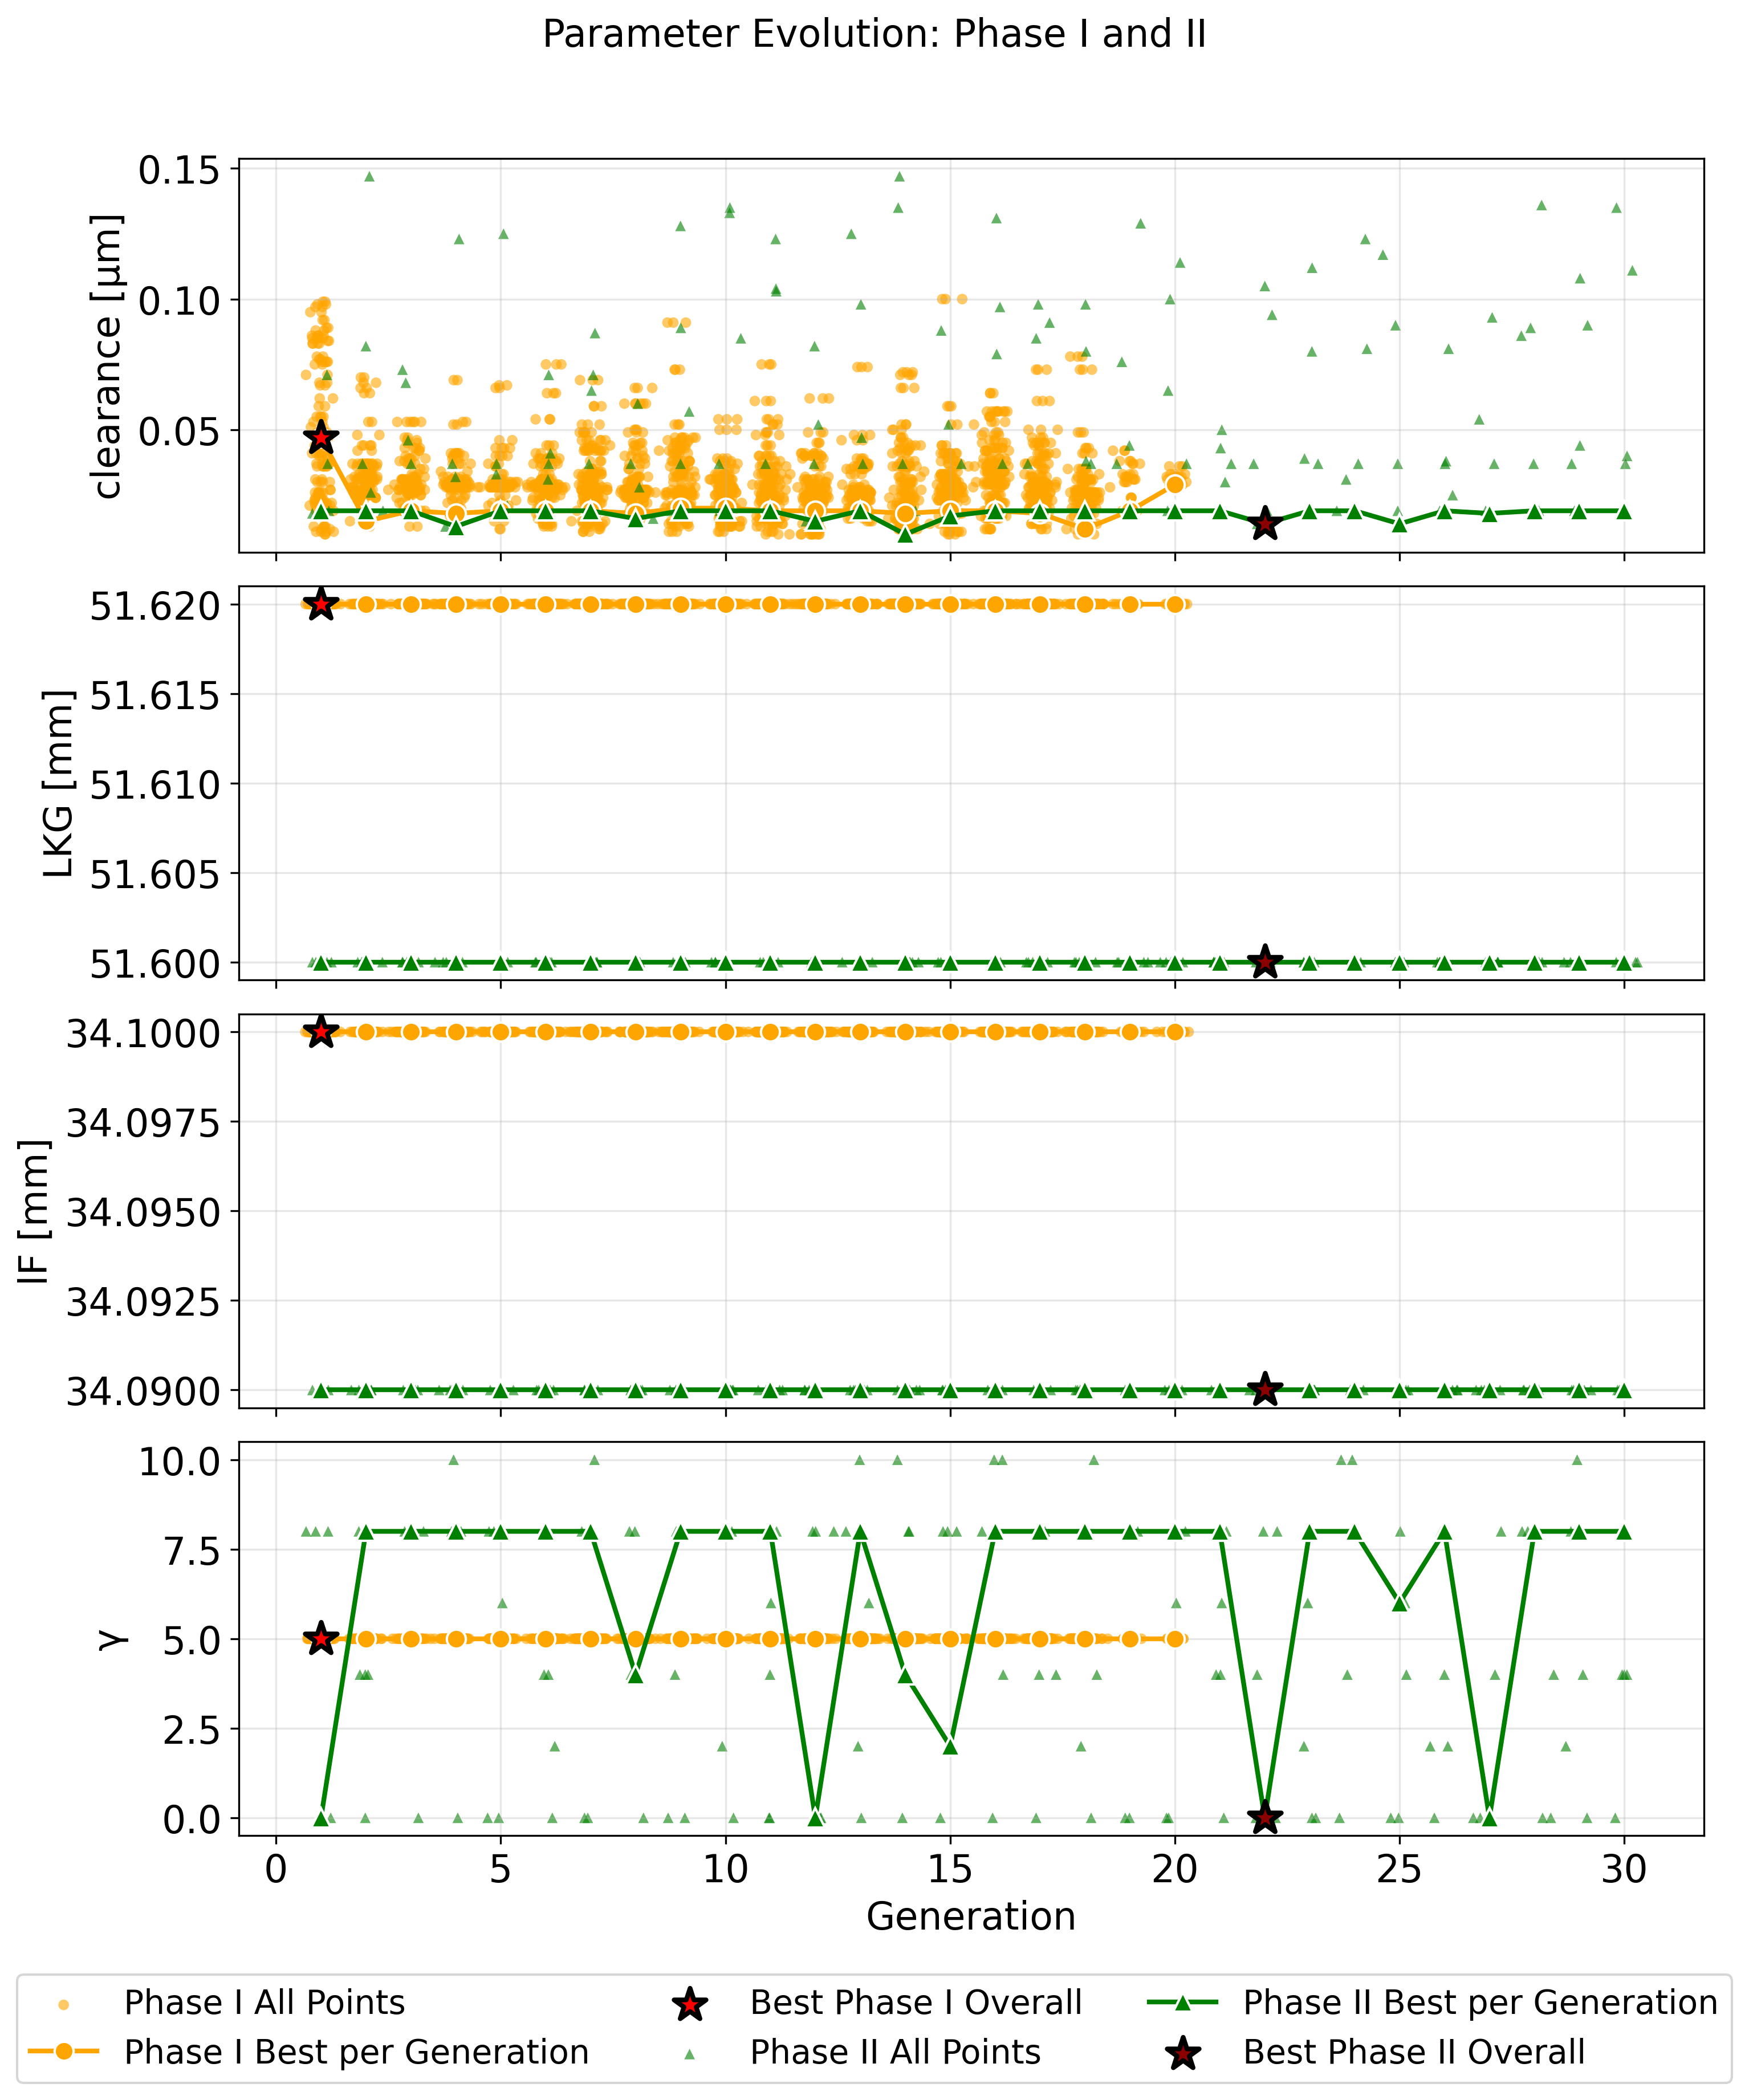 Parameter Evolution: Phase I and II
0.15
0.10
0.05
clearance [μm]
51.620
51.615
51.610
51.605
51.600
LKG [mm]
34.1000
34.0975
34.0950
34.0925
34.0900
IF [mm]
10.0
7.5
5.0
2.5
0.0
γ
0 5 10 15 20 25 30
Generation
Phase I All Points
Phase I Best per Generation
Best Phase I Overall
Phase II All Points
Phase II Best per Generation
Best Phase II Overall